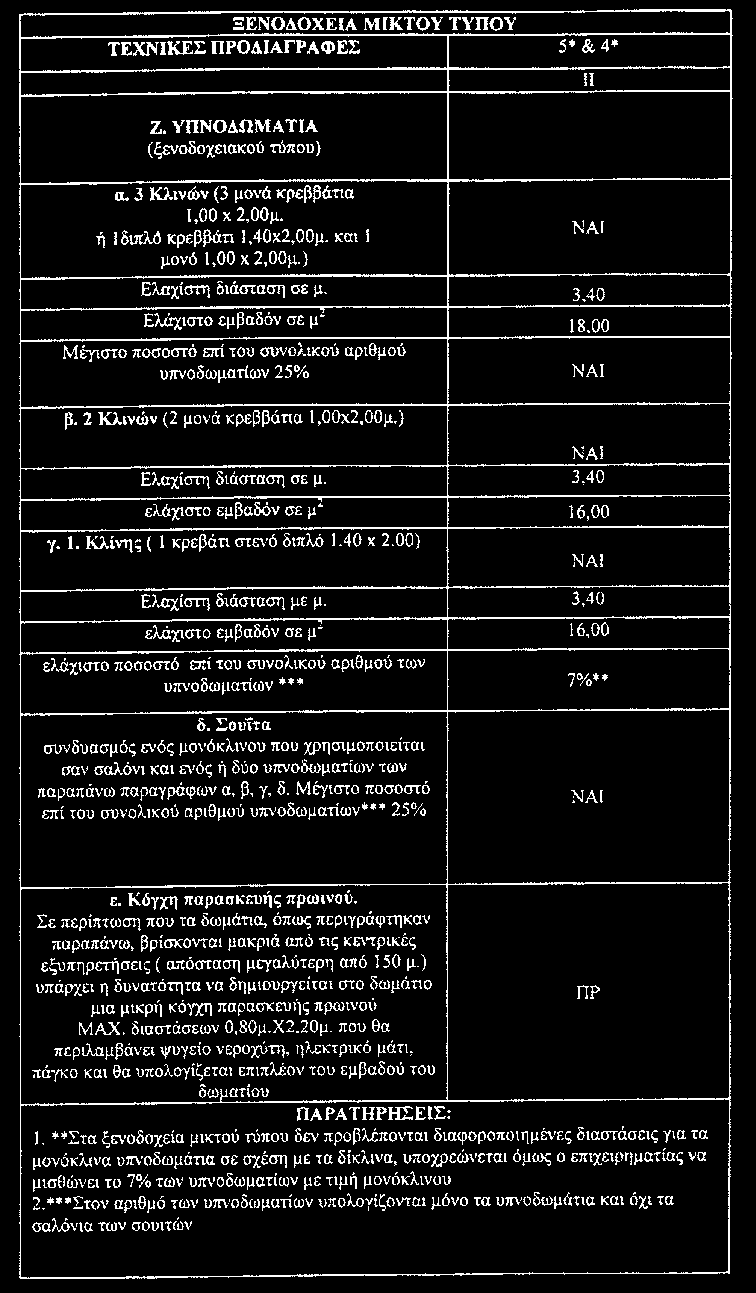 ΞΕΝΟΔΟΧΕΙΑ ΜΙΚΤΟΥ ΤΥΠΟΥ
ΤΕΧΝΙΚΕΣ ΠΡΟΔΙΑΓΡΑΦΕΣ 5* & 4*
Π
Ζ. ΥΠΝΟΔΩΜΑΤΙΑ
(ξενοδοχειακού τύπου)
α. 3 Κλινών (3 μονά κρεββάτια
1,00 x 2,00μ.
ή 1διπλό κρεββάτι 1,40x2,00μ. και 1
μονό 1,00 x 2,00μ.)
ΝΑΙ
Ελαχίστη διάσταση σε μ. 3,40
Ελάχιστο εμβαδόν σε μ² 18,00
Μέγιστο ποσοστό επί του συνολικού αριθμού
υπνοδωματίων 25% ΝΑΙ
β. 2 Κλινών (2 μονά κρεββάτια 1,00x2,00μ.)
ΝΑΙ
Ελαχίστη διάσταση σε μ. 3,40
ελάχιστο εμβαδόν σε μ² 16,00
γ. 1. Κλίνης ( 1 κρεβάτι στενό διπλό 1.40 x 2.00)
ΝΑΙ
Ελαχίστη διάσταση με μ. 3,40
ελάχιστο εμβαδόν σε μ² 16,00
ελάχιστο ποσοστό επί του συνολικού αριθμού των
υπνοδωματίων *** 7%**
δ. Σουΐτα
συνδυασμός ενός μονόκλινου που χρησιμοποιείται
σαν σαλόνι και ενός ή δύο υπνοδωματίων των
παραπάνω παραγράφων α, β, γ, δ. Μέγιστο ποσοστό
επί του συνολικού αριθμού υπνοδωματίων*** 25%
ΝΑΙ
ε. Κόγχη παρασκευής πρωινού.
Σε περίπτωση που τα δωμάτια, όπως περιγράφτηκαν
παραπάνω, βρίσκονται μακριά από τις κεντρικές
εξυπηρετήσεις ( απόσταση μεγαλύτερη από 150 μ.)
υπάρχει η δυνατότητα να δημιουργείται στο δωμάτιο
μια μικρή κόγχη παρασκευής πρωινού
ΜΑΧ. διαστάσεων 0,80μ.Χ2.20μ. που θα
περιλαμβάνει ψυγείο νεροχύτη, ηλεκτρικό μάτι,
πάγκο και θα υπολογίζεται επιπλέον του εμβαδού του
δωματίου
ΠΡ
ΠΑΡΑΤΗΡΗΣΕΙΣ:
1. **Στα ξενοδοχεία μικτού τύπου δεν προβλέπονται διαφοροποιημένες διαστάσεις για τα
μονόκλινα υπνοδωμάτια σε σχέση με τα δίκλινα, υποχρεώνεται όμως ο επιχειρηματίας να
μισθώνει το 7% των υπνοδωματίων με τιμή μονόκλινου
2.***Στον αριθμό των υπνοδωματίων υπολογίζονται μόνο τα υπνοδωμάτια και όχι τα
σαλόνια των σουιτών